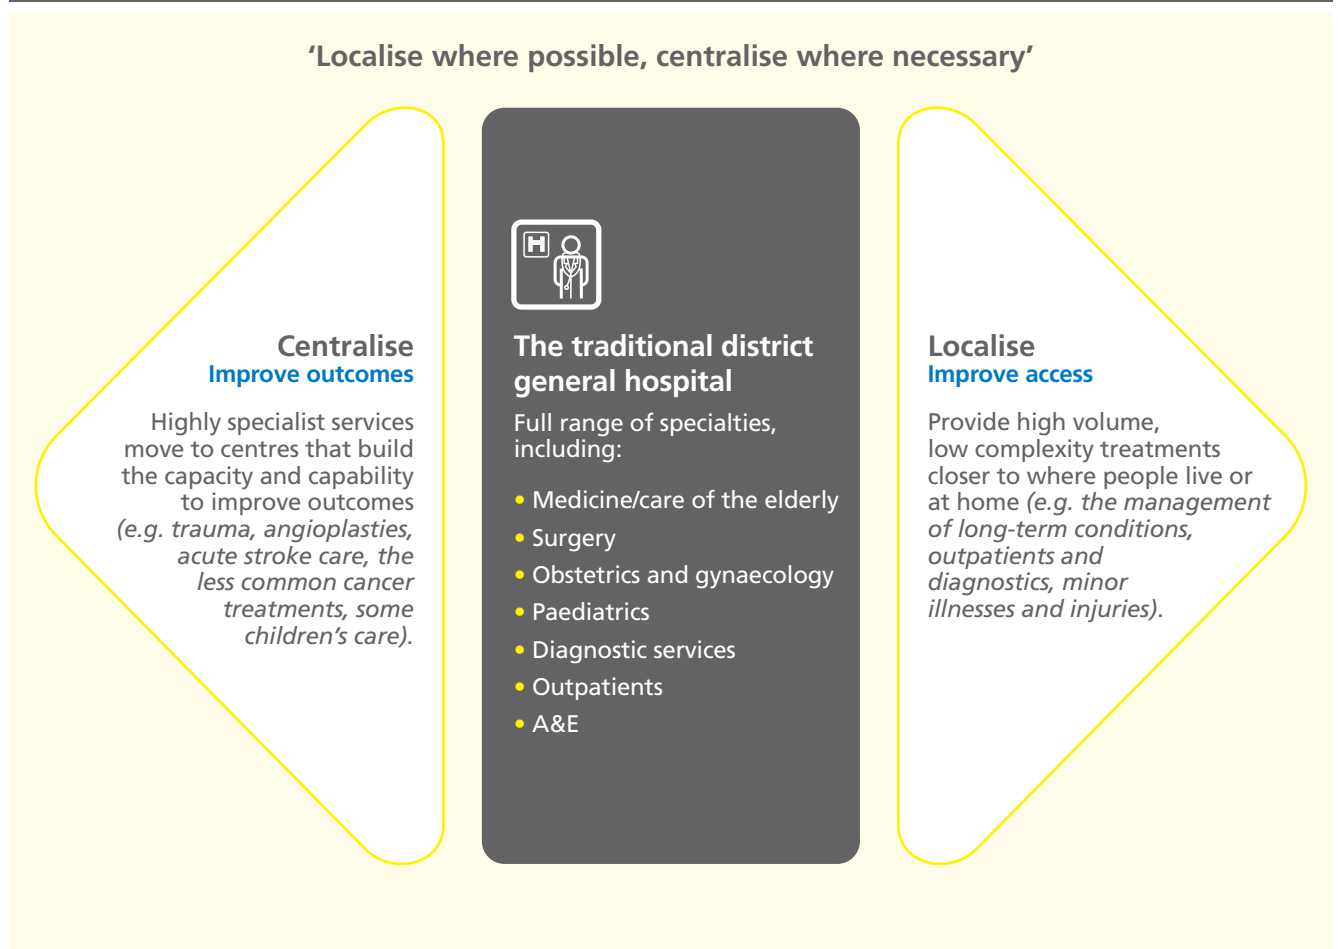 ‘Localise where possible, centralise where necessary’
Centralise
Improve outcomes
Highly specialist services
move to centres that build
the capacity and capability
to improve outcomes
(e.g. trauma, angioplasties,
acute stroke care, the
less common cancer
treatments, some
children’s care).
H
The traditional district
general hospital
Full range of specialties,
including:
• Medicine/care of the elderly
• Surgery
• Obstetrics and gynaecology
• Paediatrics
• Diagnostic services
• Outpatients
• A&E
Localise
Improve access
Provide high volume,
low complexity treatments
closer to where people live or
at home (e.g. the management
of long-term conditions,
outpatients and
diagnostics, minor
illnesses and injuries).